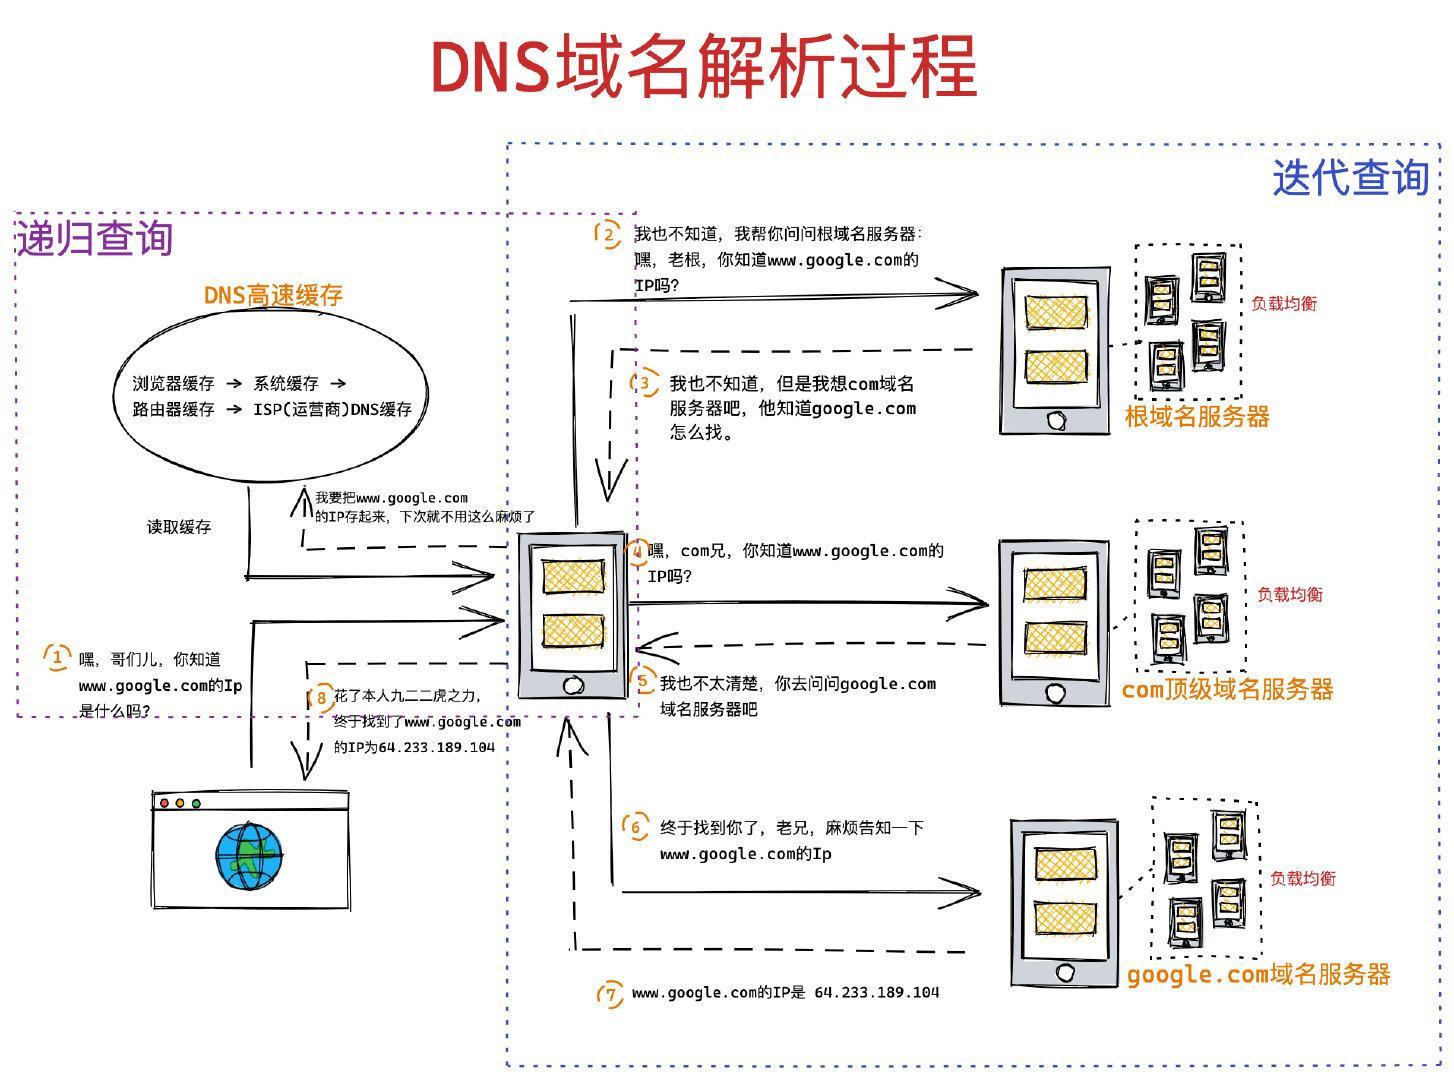 DNS域名解析过程
迭代查询
递归查询
DNS高速缓存
浏览器缓存 → 系统缓存 →
路由器缓存 → ISP(运营商)DNS缓存
读取缓存
我要把www.google.com
的IP存起来，下次就不用这么麻烦了
1 嘿，哥们儿，你知道
www.google.com的Ip
是什么吗？
2 我也不知道，我帮你问问根域名服务器：
嘿，老根，你知道www.google.com的
IP吗？
3 我也不知道，但是我想com域名
服务器吧，他知道google.com
怎么找。
负载均衡
根域名服务器
4 嘿，com兄，你知道www.google.com的
IP吗？
5 我也不太清楚，你去问问google.com
域名服务器吧
负载均衡
com顶级域名服务器
6 终于找到你了，老兄，麻烦告知一下
www.google.com的Ip
7 www.google.com的IP是 64.233.189.104
负载均衡
google.com域名服务器
8 花了本人九二二虎之力，
终于找到了www.google.com
的IP为64.233.189.104